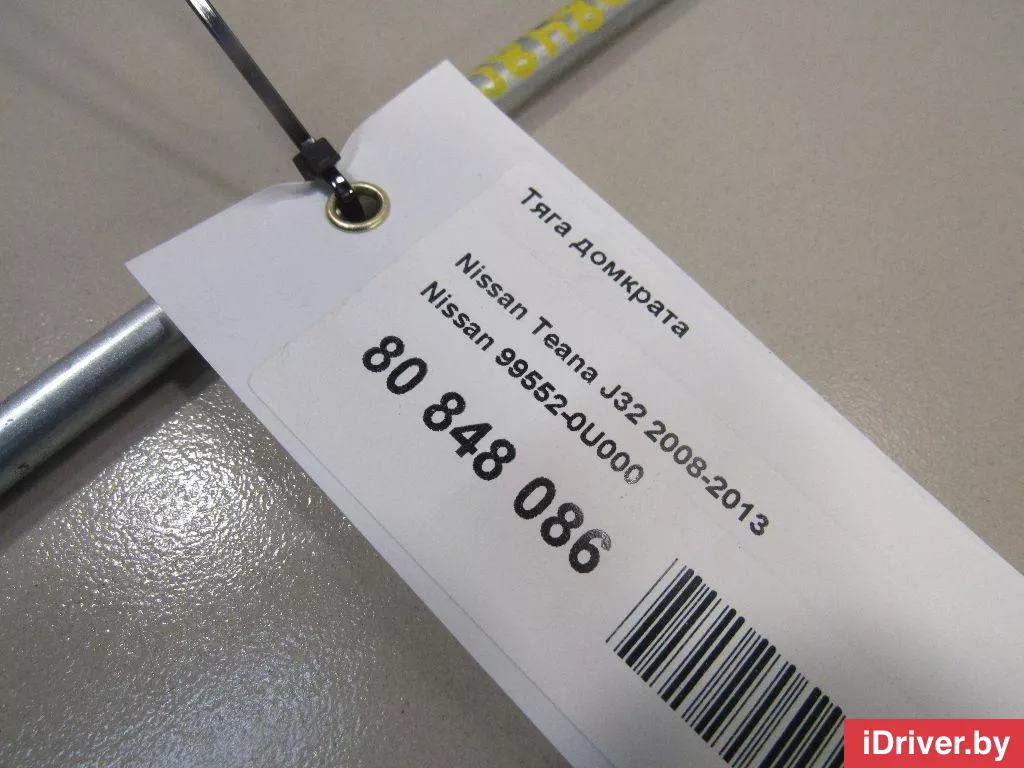 Тяга домкрата
Nissan Teana J32 2008-2013
Nissan 99552-0U000
80 848 086
iDriver.by